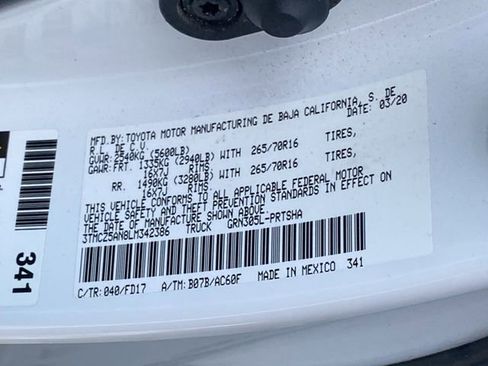 MFD.BY:TOYOTA MOTOR MANUFACTURING DE BAJA CALIFORNIA, S. DE
R.L. DE C.V. DATE: 03/20
GVWR: 2540KG (5600LB)
GAWR:FRT. 1335KG (2940LB) WITH 265/70R16 TIRES,
16X7J RIMS,
RR. 1490KG (3280LB) WITH 265/70R16 TIRES,
16X7J RIMS,
THIS VEHICLE CONFORMS TO ALL APPLICABLE FEDERAL MOTOR
VEHICLE SAFETY AND THEFT PREVENTION STANDARDS IN EFFECT ON
THE DATE OF MANUFACTURE SHOWN ABOVE.
3TMCZ5AN8LM342386 TRUCK GRN305L-PRTSHA
C/TR: 040/FD17 A/TM: B07B/AC60F MADE IN MEXICO 341
341